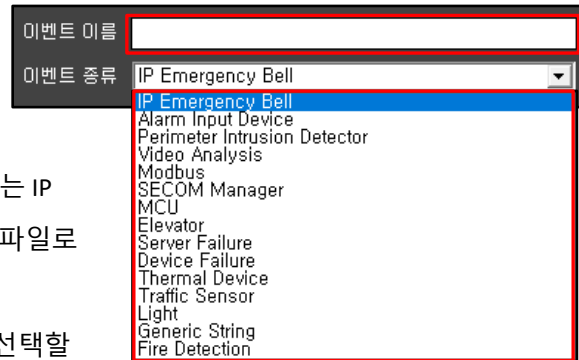 이벤트 이름
이벤트 종류 IP Emergency Bell
IP Emergency Bell
Alarm Input Device
Perimeter Intrusion Detector
Video Analysis
Modbus
는 IP
SECOM Manager
MCU
Elevator
파일로
Server Failure
Device Failure
Thermal Device
Traffic Sensor
Light
Generic String
선택할
Fire Detection